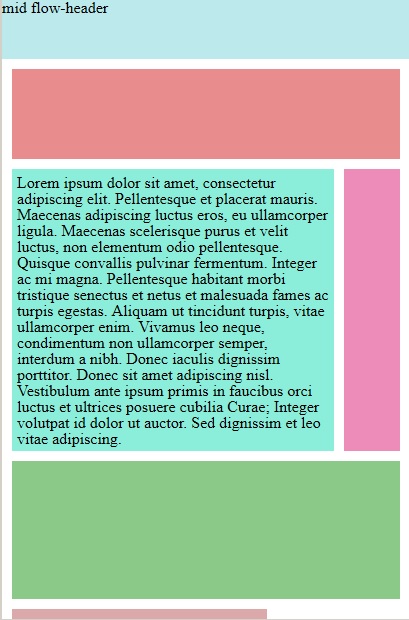 mid flow-header
Lorem ipsum dolor sit amet, consectetur
adipiscing elit. Pellentesque et placerat mauris.
Maecenas adipiscing luctus eros, eu ullamcorper
ligula. Maecenas scelerisque purus et velit
luctus, non elementum odio pellentesque.
Quisque convallis pulvinar fermentum. Integer
ac mi magna. Pellentesque habitant morbi
tristique senectus et netus et malesuada fames ac
turpis egestas. Aliquam ut tincidunt turpis, vitae
ullamcorper enim. Vivamus leo neque,
condimentum non ullamcorper semper,
interdum a nibh. Donec iaculis dignissim
porttitor. Donec sit amet adipiscing nisl.
Vestibulum ante ipsum primis in faucibus orci
luctus et ultrices posuere cubilia Curae; Integer
volutpat id dolor ut auctor. Sed dignissim et leo
vitae adipiscing.